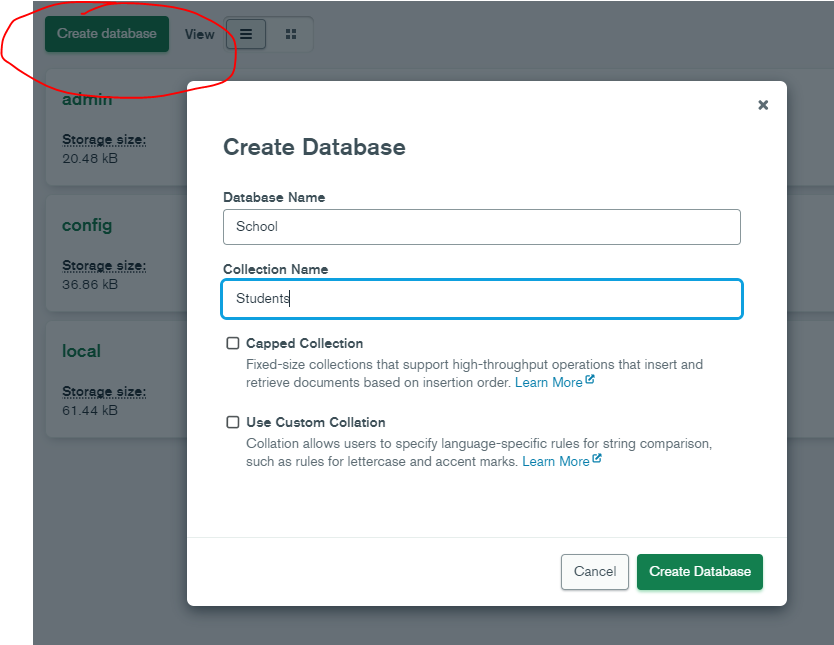 Create database View
admin
Storage size:
20.48 kB
config
Storage size:
36.86 kB
local
Storage size:
61.44 kB
Create Database
Database Name
School
Collection Name
Students
Capped Collection
Fixed-size collections that support high-throughput operations that insert and
retrieve documents based on insertion order. Learn More
Use Custom Collation
Collation allows users to specify language-specific rules for string comparison,
such as rules for lettercase and accent marks. Learn More
Cancel Create Database